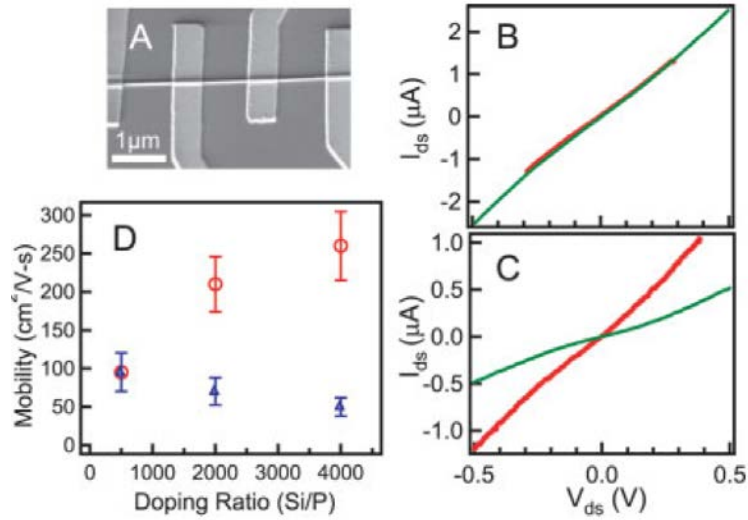 A
1μm
B
I_ds (μA)
2
1
0
-1
-2
D
Mobility (cm²/V-s)
300
250
200
150
100
50
0
0 1000 2000 3000 4000
Doping Ratio (Si/P)
C
I_ds (μA)
1.0
0.5
0.0
-0.5
-1.0
-0.5 0.0 0.5
V_ds (V)